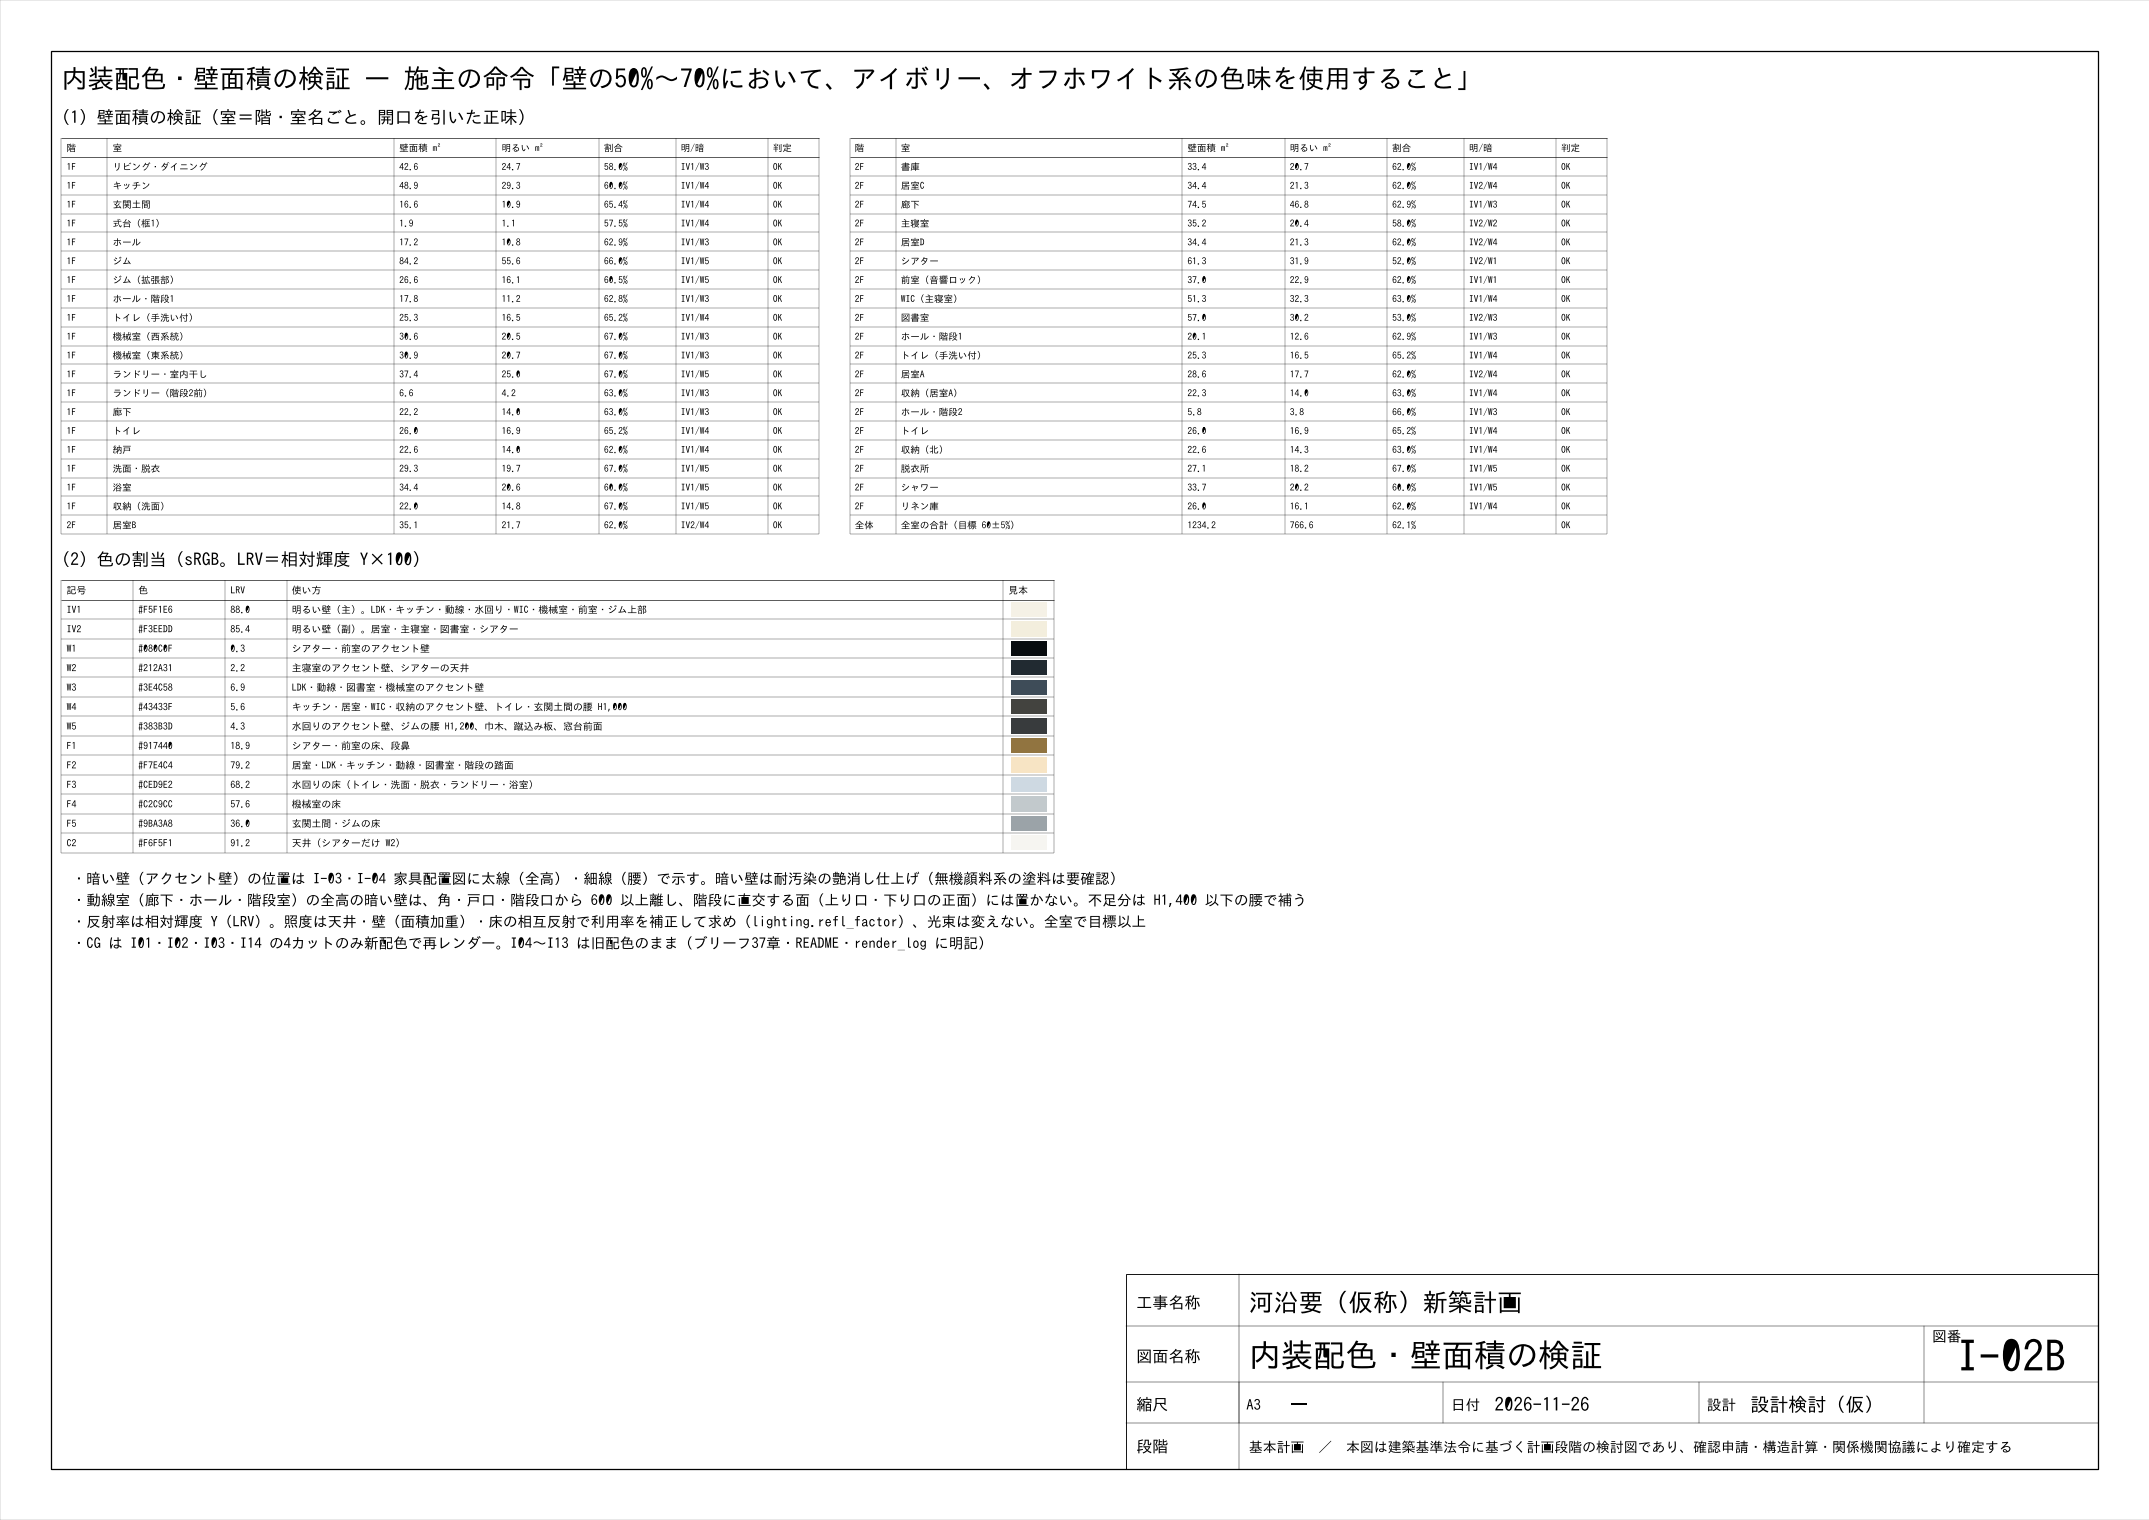 内装配色・壁面積の検証 ― 施主の命令「壁の50%～70%において、アイボリー、オフホワイト系の色味を使用すること」
(1) 壁面積の検証（室＝階・室名ごと。開口を引いた正味）
階 室 壁面積 ㎡ 明るい ㎡ 割合 明/暗 判定
1F リビング・ダイニング 42.6 24.7 58.0% IV1/W3 OK
1F キッチン 48.9 29.3 60.0% IV1/W4 OK
1F 玄関土間 16.6 10.9 65.4% IV1/W4 OK
1F 式台（框1） 1.9 1.1 57.5% IV1/W4 OK
1F ホール 17.2 10.8 62.9% IV1/W3 OK
1F ジム 84.2 55.6 66.0% IV1/W5 OK
1F ジム（拡張部） 26.6 16.1 60.5% IV1/W5 OK
1F ホール・階段1 17.8 11.2 62.8% IV1/W3 OK
1F トイレ（手洗い付） 25.3 16.5 65.2% IV1/W4 OK
1F 機械室（西系統） 30.6 20.5 67.0% IV1/W3 OK
1F 機械室（東系統） 30.9 20.7 67.0% IV1/W3 OK
1F ランドリー・室内干し 37.4 25.0 67.0% IV1/W5 OK
1F ランドリー（階段2前） 6.6 4.2 63.0% IV1/W3 OK
1F 廊下 22.2 14.0 63.0% IV1/W3 OK
1F トイレ 26.0 16.9 65.2% IV1/W4 OK
1F 納戸 22.6 14.0 62.0% IV1/W4 OK
1F 洗面・脱衣 29.3 19.7 67.0% IV1/W5 OK
1F 浴室 34.4 20.6 60.0% IV1/W5 OK
1F 収納（洗面） 22.0 14.8 67.0% IV1/W5 OK
2F 居室B 35.1 21.7 62.0% IV2/W4 OK
階 室 壁面積 ㎡ 明るい ㎡ 割合 明/暗 判定
2F 書庫 33.4 20.7 62.0% IV1/W4 OK
2F 居室C 34.4 21.3 62.0% IV2/W4 OK
2F 廊下 74.5 46.8 62.9% IV1/W3 OK
2F 主寝室 35.2 20.4 58.0% IV2/W2 OK
2F 居室D 34.4 21.3 62.0% IV2/W4 OK
2F シアター 61.3 31.9 52.0% IV2/W1 OK
2F 前室（音響ロック） 37.0 22.9 62.0% IV1/W1 OK
2F WIC（主寝室） 51.3 32.3 63.0% IV1/W4 OK
2F 図書室 57.0 30.2 53.0% IV2/W3 OK
2F ホール・階段1 20.1 12.6 62.9% IV1/W3 OK
2F トイレ（手洗い付） 25.3 16.5 65.2% IV1/W4 OK
2F 居室A 28.6 17.7 62.0% IV2/W4 OK
2F 収納（居室A） 22.3 14.0 63.0% IV1/W4 OK
2F ホール・階段2 5.8 3.8 66.0% IV1/W3 OK
2F トイレ 26.0 16.9 65.2% IV1/W4 OK
2F 収納（北） 22.6 14.3 63.0% IV1/W4 OK
2F 脱衣所 27.1 18.2 67.0% IV1/W5 OK
2F シャワー 33.7 20.2 60.0% IV1/W5 OK
2F リネン庫 26.0 16.1 62.0% IV1/W4 OK
全体 全室の合計（目標 60±5%） 1234.2 766.6 62.1% OK
(2) 色の割当（sRGB。LRV＝相対輝度 Y×100）
記号 色 LRV 使い方 見本
IV1 #F5F1E6 88.0 明るい壁（主）。LDK・キッチン・動線・水回り・WIC・機械室・前室・ジム上部
IV2 #F3EEDD 85.4 明るい壁（副）。居室・主寝室・図書室・シアター
W1 #080C0F 0.3 シアター・前室のアクセント壁
W2 #212A31 2.2 主寝室のアクセント壁、シアターの天井
W3 #3E4C58 6.9 LDK・動線・図書室・機械室のアクセント壁
W4 #43433F 5.6 キッチン・居室・WIC・収納のアクセント壁、トイレ・玄関土間の腰 H1,000
W5 #383B3D 4.3 水回りのアクセント壁、ジムの腰 H1,200、巾木、蹴込み板、窓台前面
F1 #917440 18.9 シアター・前室の床、段鼻
F2 #F7E4C4 79.2 居室・LDK・キッチン・動線・図書室・階段の踏面
F3 #CED9E2 68.2 水回りの床（トイレ・洗面・脱衣・ランドリー・浴室）
F4 #C2C9CC 57.6 機械室の床
F5 #9BA3A8 36.0 玄関土間・ジムの床
C2 #F6F5F1 91.2 天井（シアターだけ W2）
・暗い壁（アクセント壁）の位置は I-03・I-04 家具配置図に太線（全高）・細線（腰）で示す。暗い壁は耐汚染の艶消し仕上げ（無機顔料系の塗料は要確認）
・動線室（廊下・ホール・階段室）の全高の暗い壁は、角・戸口・階段口から 600 以上離し、階段に直交する面（上り口・下り口の正面）には置かない。不足分は H1,400 以下の腰で補う
・反射率は相対輝度 Y（LRV）。照度は天井・壁（面積加重）・床の相互反射で利用率を補正して求め（lighting.refl_factor）、光束は変えない。全室で目標以上
・CG は I01・I02・I03・I14 の4カットのみ新配色で再レンダー。I04～I13 は旧配色のまま（ブリーフ37章・README・render_log に明記）
工事名称 河沿要（仮称）新築計画
図面名称 内装配色・壁面積の検証 図番 I-02B
縮尺 A3 ― 日付 2026-11-26 設計 設計検討（仮）
段階 基本計画 ／ 本図は建築基準法令に基づく計画段階の検討図であり、確認申請・構造計算・関係機関協議により確定する